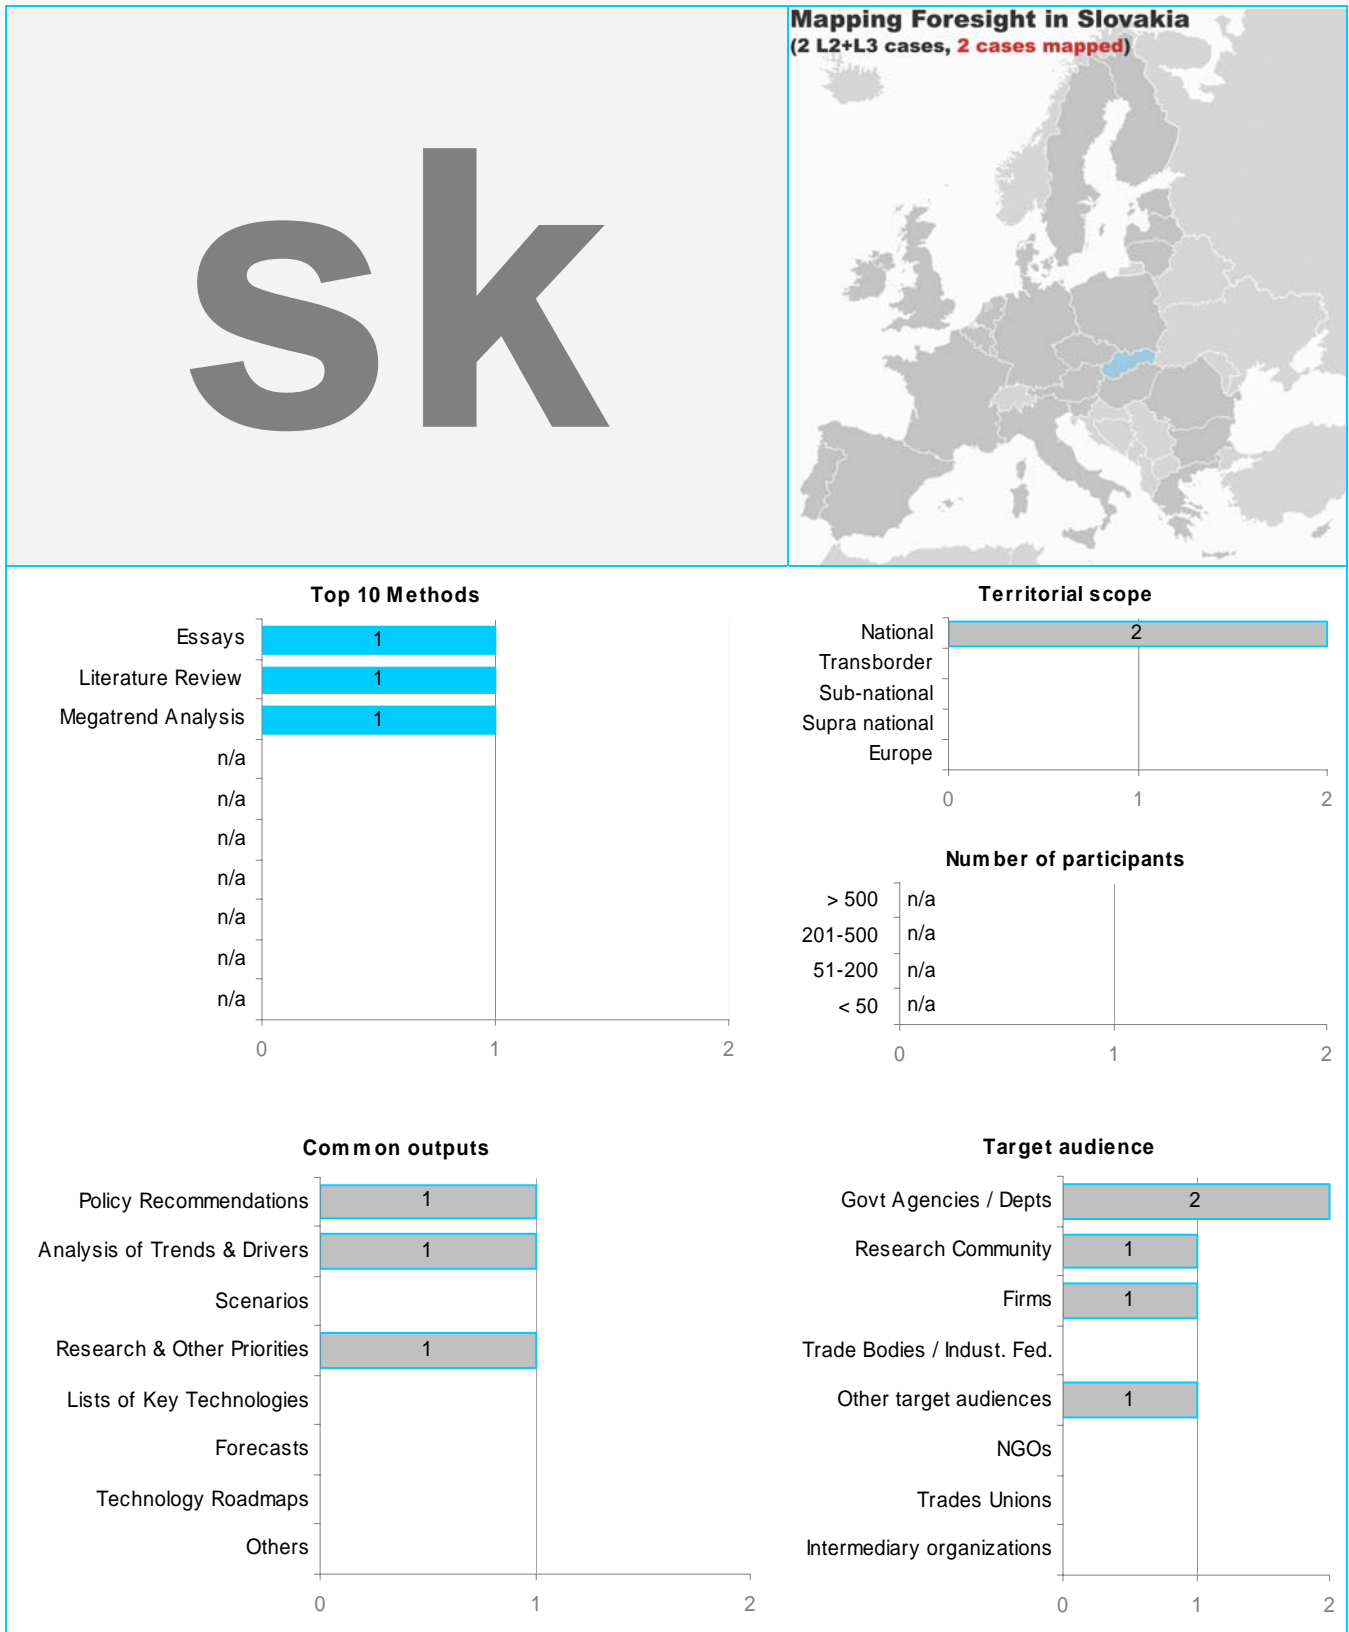 sk
Mapping Foresight in Slovakia
(2 L2+L3 cases, 2 cases mapped)
Top 10 Methods
Essays 1
Literature Review 1
Megatrend Analysis 1
n/a
n/a
n/a
n/a
n/a
n/a
n/a
0 1 2
Territorial scope
National 2
Transborder
Sub-national
Supra national
Europe
0 1 2
Number of participants
> 500 n/a
201-500 n/a
51-200 n/a
< 50 n/a
0 1 2
Common outputs
Policy Recommendations 1
Analysis of Trends & Drivers 1
Scenarios
Research & Other Priorities 1
Lists of Key Technologies
Forecasts
Technology Roadmaps
Others
0 1 2
Target audience
Govt Agencies / Depts 2
Research Community 1
Firms 1
Trade Bodies / Indust. Fed.
Other target audiences 1
NGOs
Trades Unions
Intermediary organizations
0 1 2